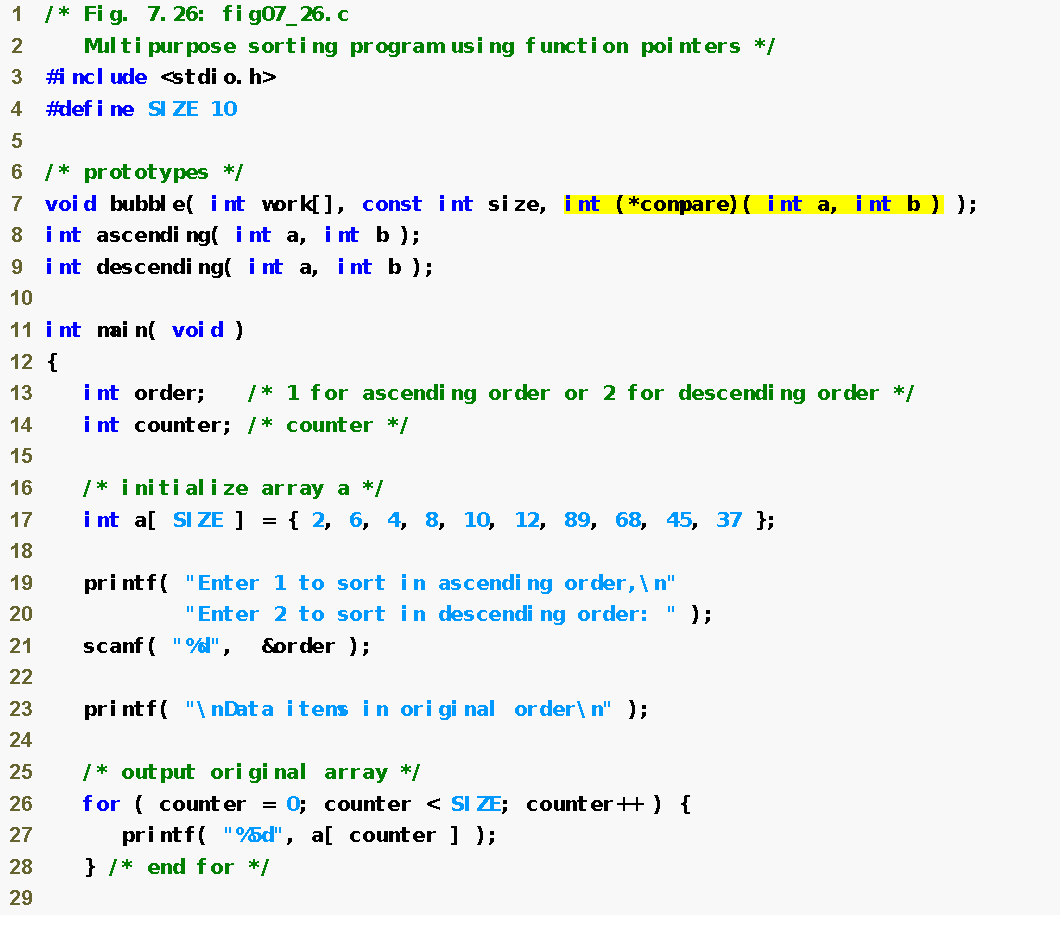 1 /* Fig. 7.26: fig07_26.c
2    Multipurpose sorting program using function pointers */
3 #include <stdio.h>
4 #define SIZE 10
5
6 /* prototypes */
7 void bubble( int work[], const int size, int (*compare)( int a, int b ) );
8 int ascending( int a, int b );
9 int descending( int a, int b );
10
11 int main( void )
12 {
13    int order;   /* 1 for ascending order or 2 for descending order */
14    int counter; /* counter */
15
16    /* initialize array a */
17    int a[ SIZE ] = { 2, 6, 4, 8, 10, 12, 89, 68, 45, 37 };
18
19    printf( "Enter 1 to sort in ascending order,\n"
20            "Enter 2 to sort in descending order: " );
21    scanf( "%d", &order );
22
23    printf( "\nData items in original order\n" );
24
25    /* output original array */
26    for ( counter = 0; counter < SIZE; counter++ ) {
27       printf( "%5d", a[ counter ] );
28    } /* end for */
29